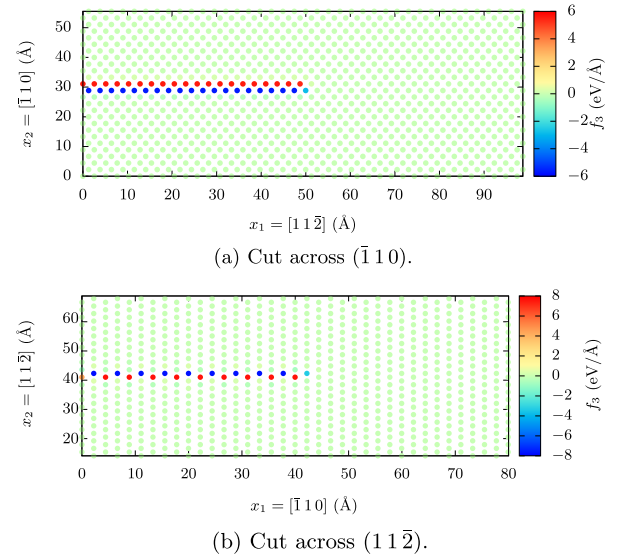 50
40
30
20
10
0
x₂ = [1̅ 1 0] (Å)
0 10 20 30 40 50 60 70 80 90
x₁ = [1 1 2̅] (Å)
6
4
2
0
−2
−4
−6
f₃ (eV/Å)
(a) Cut across (1̅ 1 0).
60
50
40
30
20
x₂ = [1 1 2̅] (Å)
0 10 20 30 40 50 60 70 80
x₁ = [1̅ 1 0] (Å)
8
6
4
2
0
−2
−4
−6
−8
f₃ (eV/Å)
(b) Cut across (1 1 2̅).